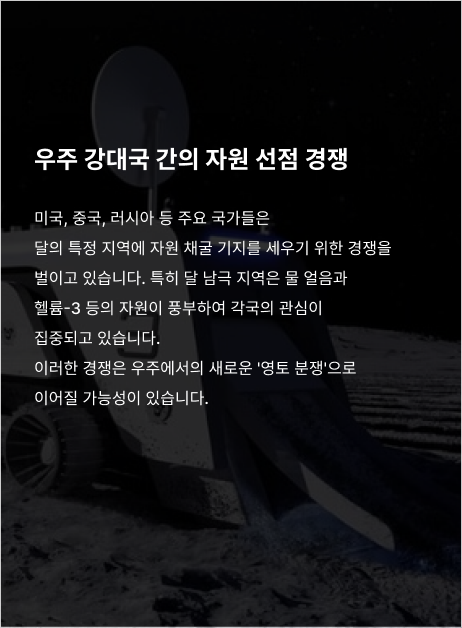 우주 강대국 간의 자원 선점 경쟁
미국, 중국, 러시아 등 주요 국가들은
달의 특정 지역에 자원 채굴 기지를 세우기 위한 경쟁을
벌이고 있습니다. 특히 달 남극 지역은 물 얼음과
헬륨-3 등의 자원이 풍부하여 각국의 관심이
집중되고 있습니다.
이러한 경쟁은 우주에서의 새로운 '영토 분쟁'으로
이어질 가능성이 있습니다.